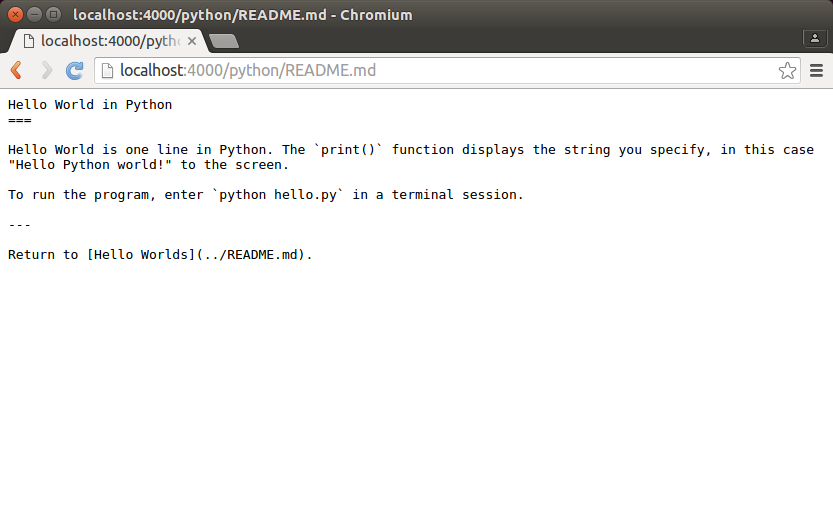 localhost:4000/python/README.md - Chromium
localhost:4000/pyth
localhost:4000/python/README.md
Hello World in Python
===
Hello World is one line in Python. The `print()` function displays the string you specify, in this case
"Hello Python world!" to the screen.
To run the program, enter `python hello.py` in a terminal session.
---
Return to [Hello Worlds](../README.md).